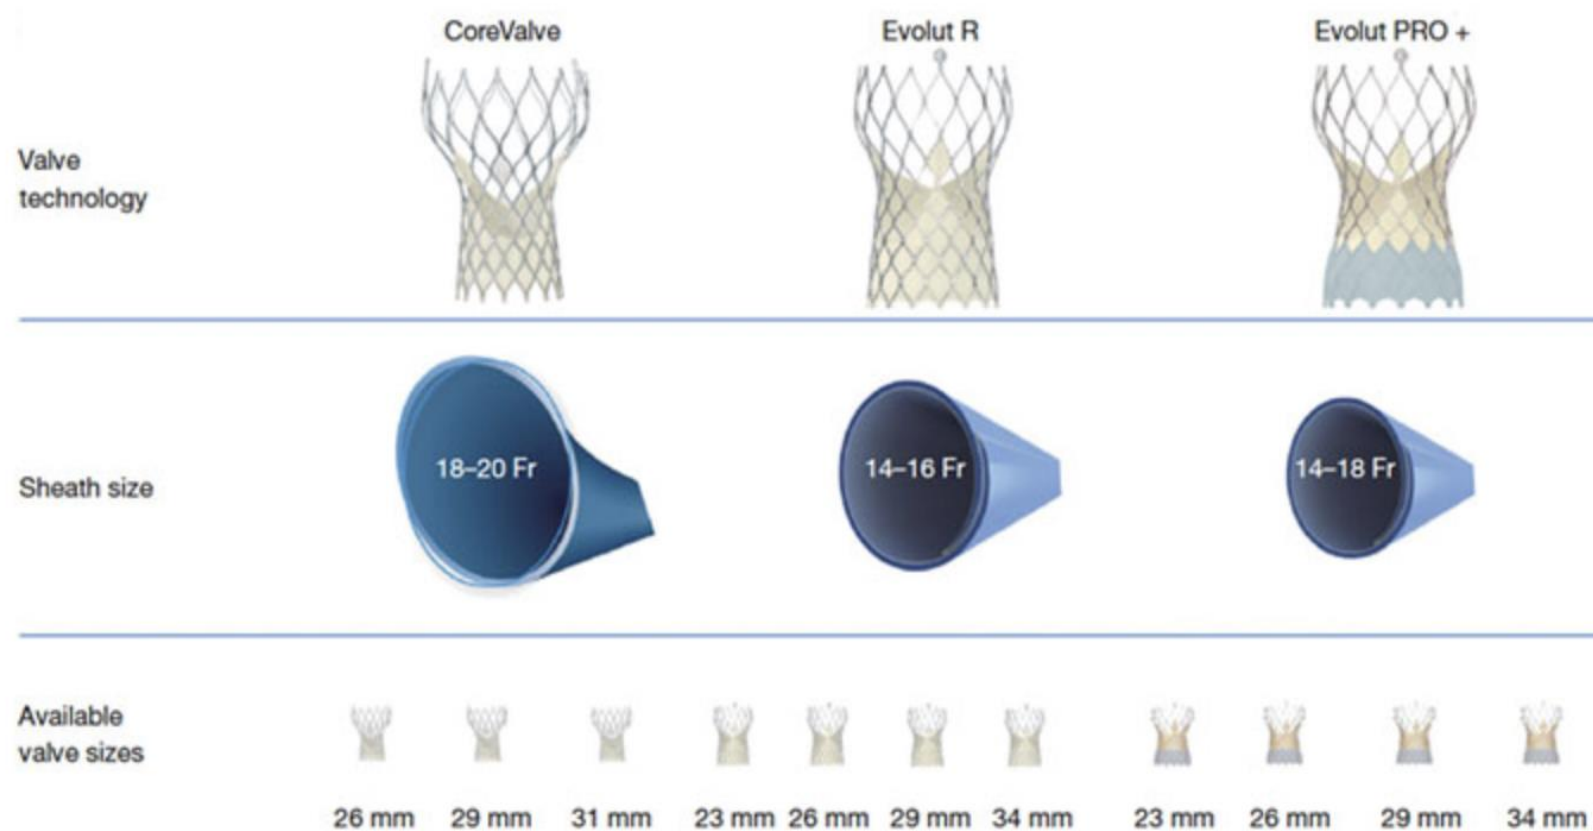 CoreValve
Evolut R
Evolut PRO +
Valve
technology
Sheath size
18–20 Fr
14–16 Fr
14–18 Fr
Available
valve sizes
26 mm 29 mm 31 mm 23 mm 26 mm 29 mm 34 mm 23 mm 26 mm 29 mm 34 mm